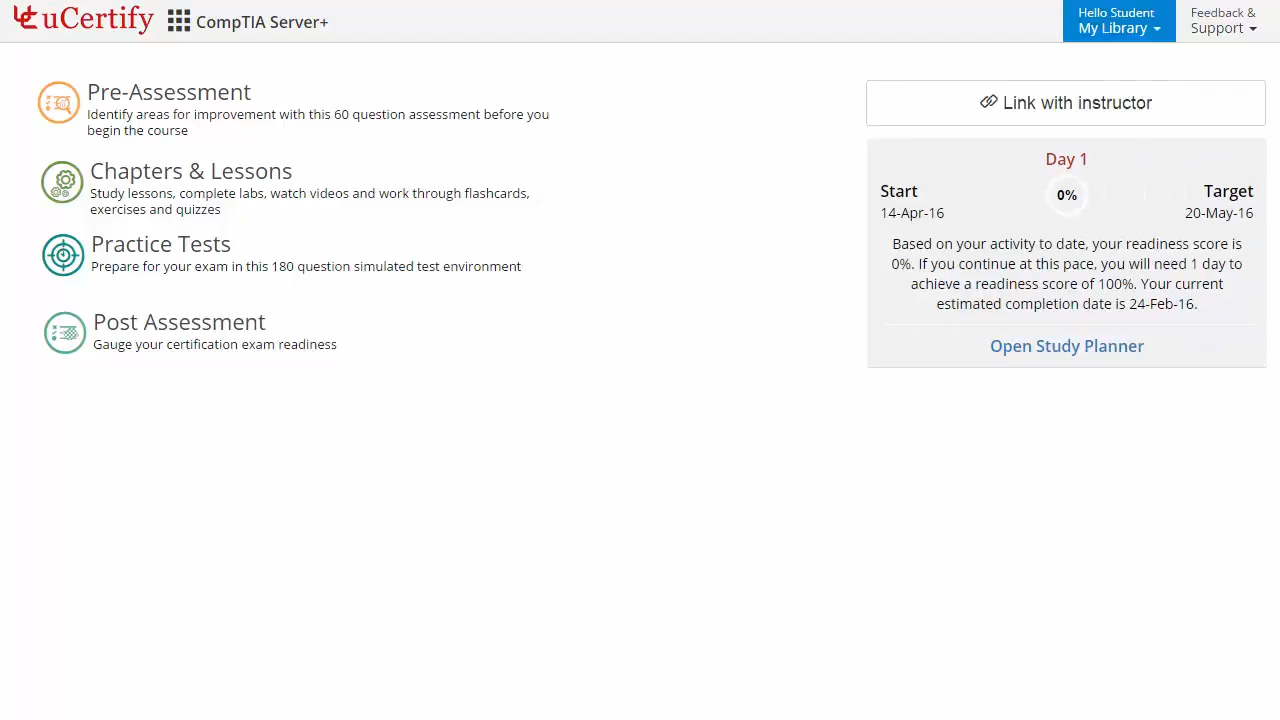 uCertify
CompTIA Server+
Hello Student
My Library
Feedback &
Support
Pre-Assessment
Identify areas for improvement with this 60 question assessment before you
begin the course
Chapters & Lessons
Study lessons, complete labs, watch videos and work through flashcards,
exercises and quizzes
Practice Tests
Prepare for your exam in this 180 question simulated test environment
Post Assessment
Gauge your certification exam readiness
Link with instructor
Day 1
Start
0%
Target
14-Apr-16
20-May-16
Based on your activity to date, your readiness score is
0%. If you continue at this pace, you will need 1 day to
achieve a readiness score of 100%. Your current
estimated completion date is 24-Feb-16.
Open Study Planner